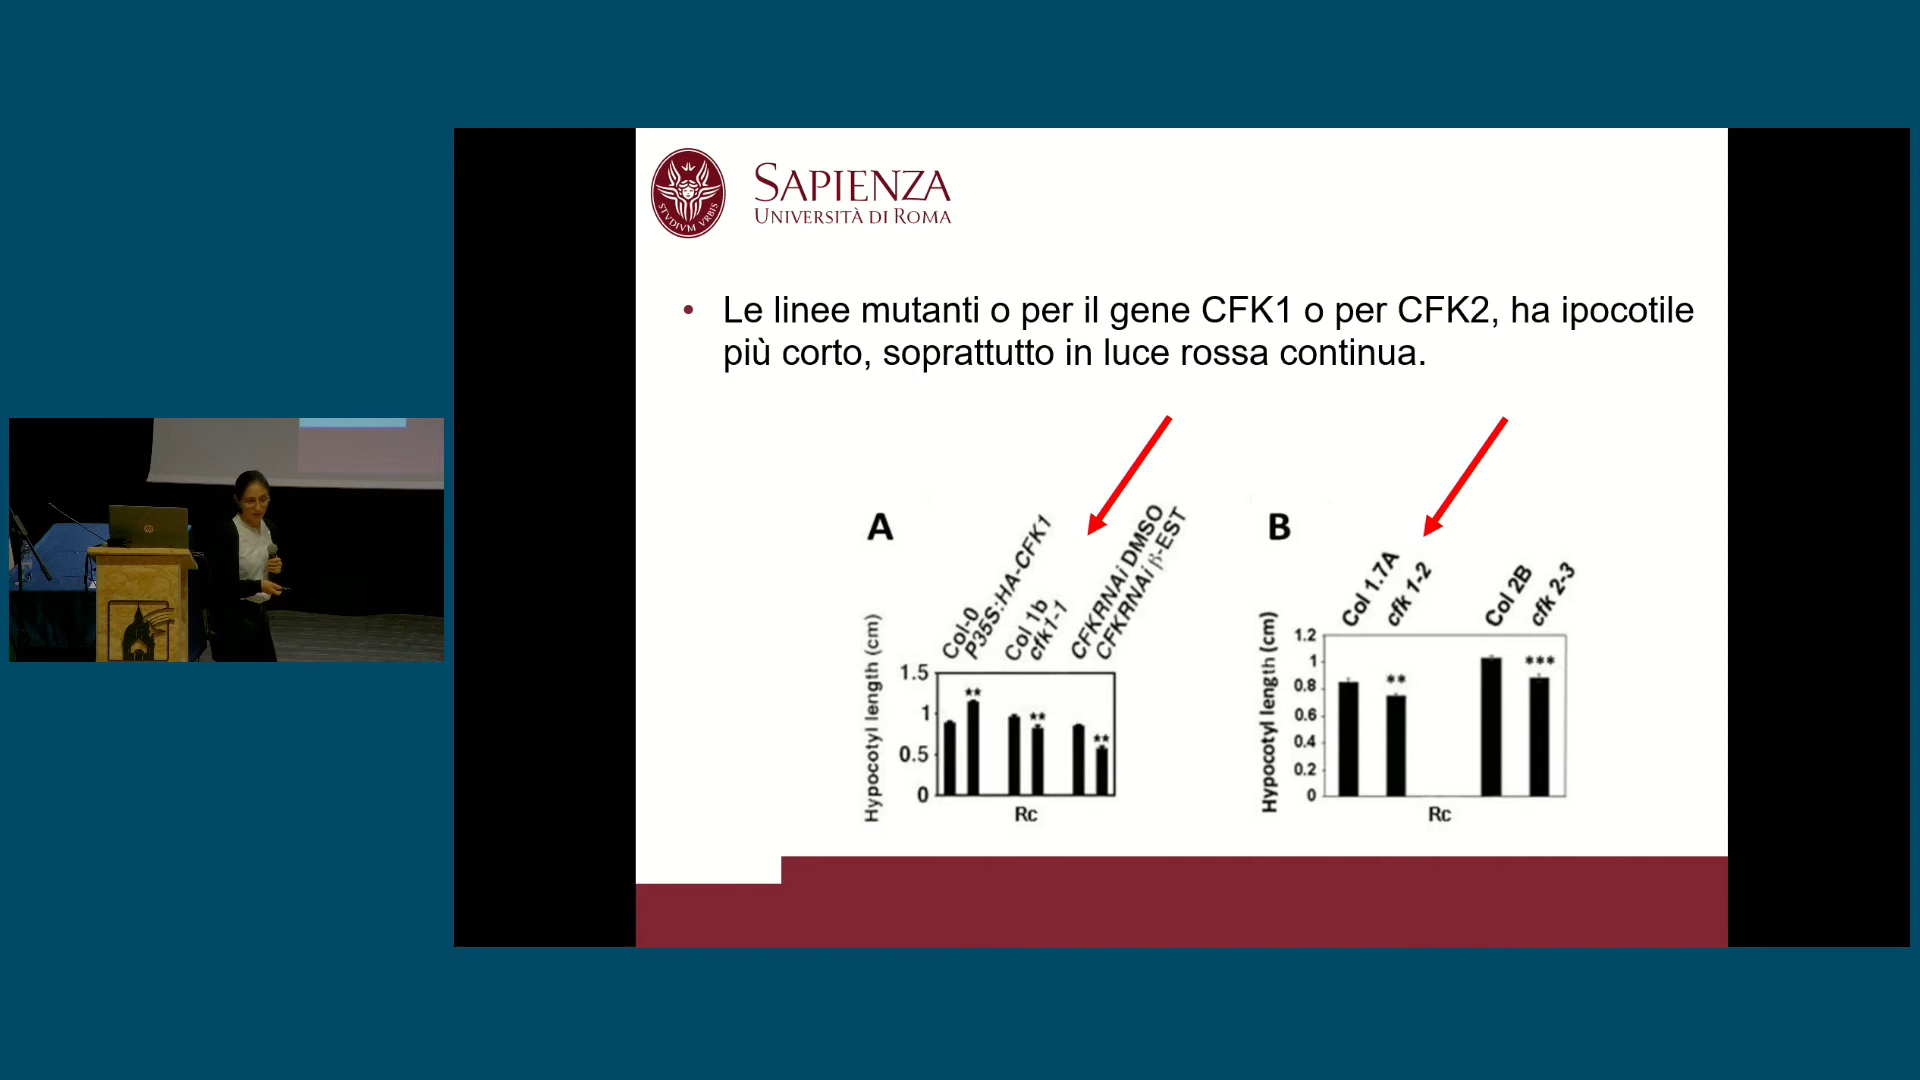 STVDIVM VRBIS
SAPIENZA
UNIVERSITÀ DI ROMA
• Le linee mutanti o per il gene CFK1 o per CFK2, ha ipocotile
più corto, soprattutto in luce rossa continua.
A
Col-0
P35S:HA-CFK1
Col 1b
cfk1-1
CFKRNAi DMSO
CFKRNAi β-EST
Hypocotyl length (cm)
1.5
1
0.5
0
**
**
**
Rc
B
Col 1.7A
cfk 1-2
Col 2B
cfk 2-3
Hypocotyl length (cm)
1.2
1
0.8
0.6
0.4
0.2
0
**
***
Rc